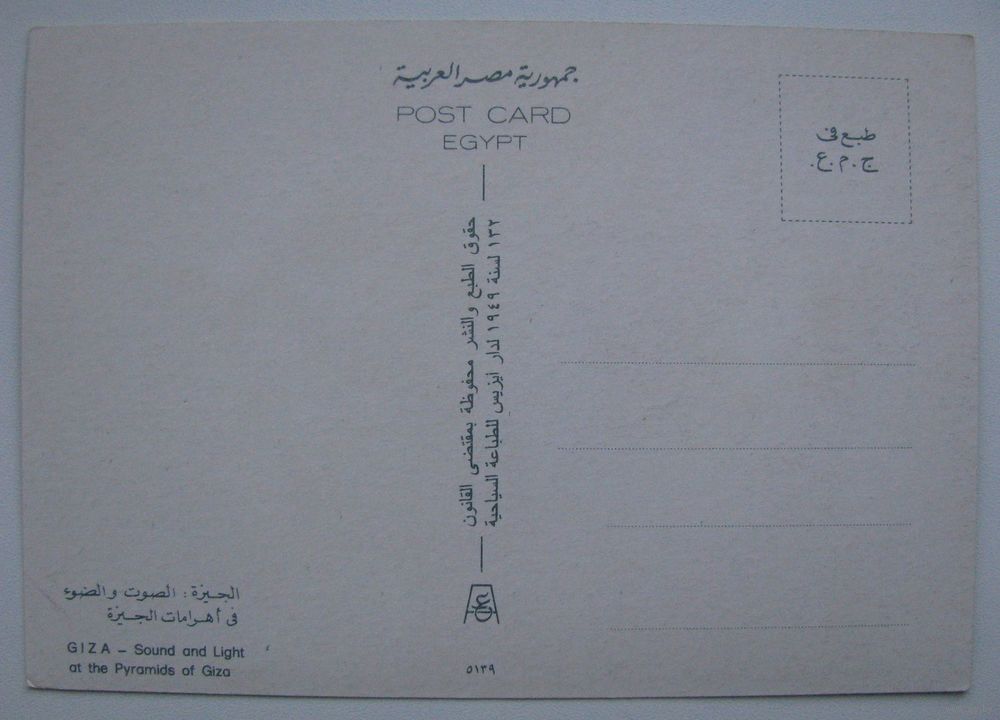 جمهورية مصر العربية
POST CARD
EGYPT
طبع فى
ج.م.ع.
حقوق الطبع والنشر محفوظة بمقتضى القانون
١٣٢ لسنة ١٩٤٩ لدار ايزيس للطباعة السياحية
الجيزة: الصوت والضوء
فى أهرامات الجيزة
GIZA – Sound and Light
at the Pyramids of Giza
٥١٣٩